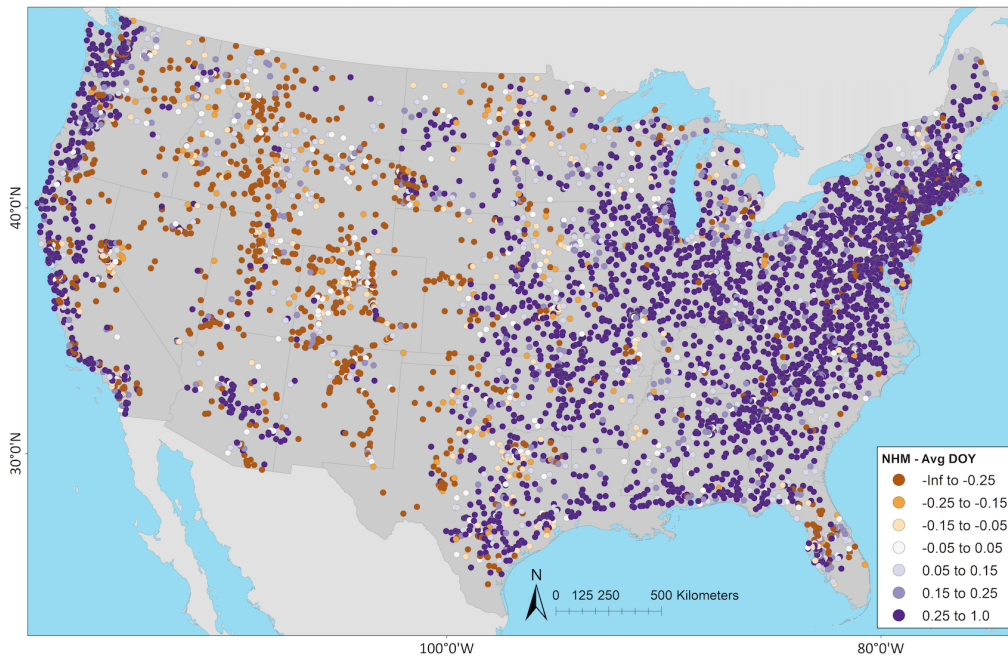 40°0'N
30°0'N
100°0'W
80°0'W
N
0 125 250 500 Kilometers
NHM - Avg DOY
-Inf to -0.25
-0.25 to -0.15
-0.15 to -0.05
-0.05 to 0.05
0.05 to 0.15
0.15 to 0.25
0.25 to 1.0